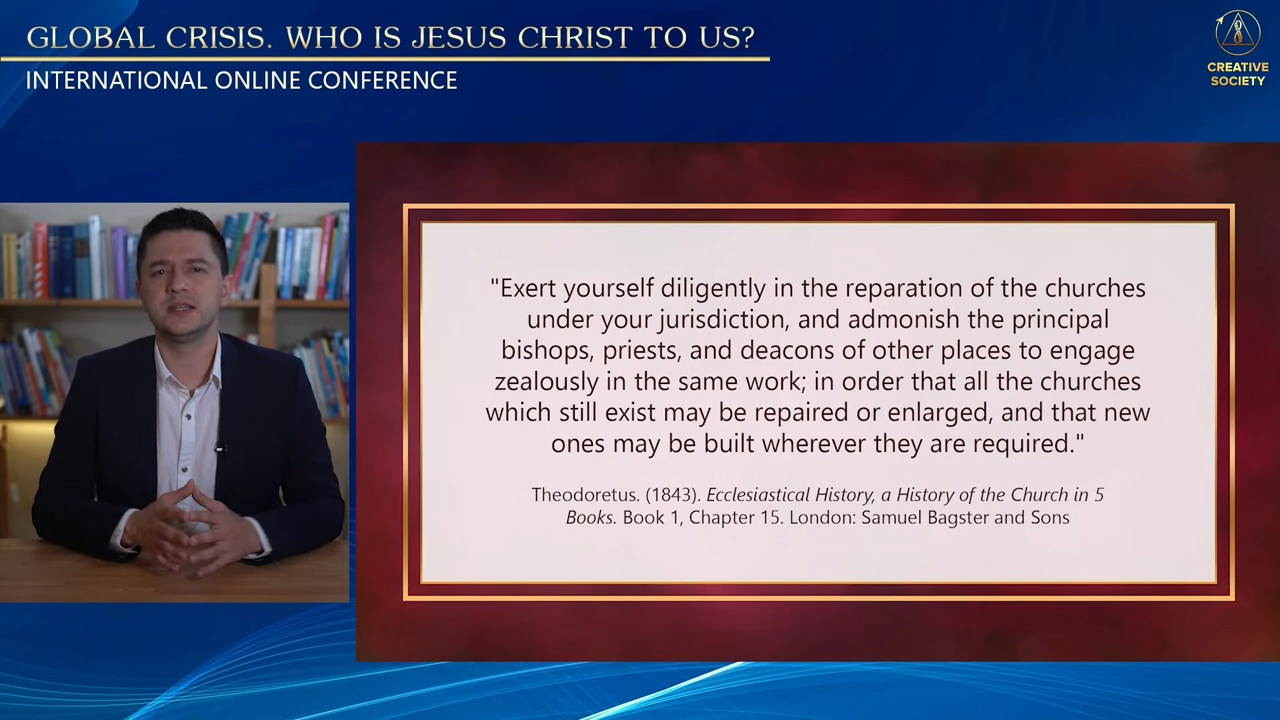 GLOBAL CRISIS. WHO IS JESUS CHRIST TO US?
INTERNATIONAL ONLINE CONFERENCE
CREATIVE
SOCIETY
"Exert yourself diligently in the reparation of the churches
under your jurisdiction, and admonish the principal
bishops, priests, and deacons of other places to engage
zealously in the same work; in order that all the churches
which still exist may be repaired or enlarged, and that new
ones may be built wherever they are required."
Theodoretus. (1843). Ecclesiastical History, a History of the Church in 5
Books. Book 1, Chapter 15. London: Samuel Bagster and Sons